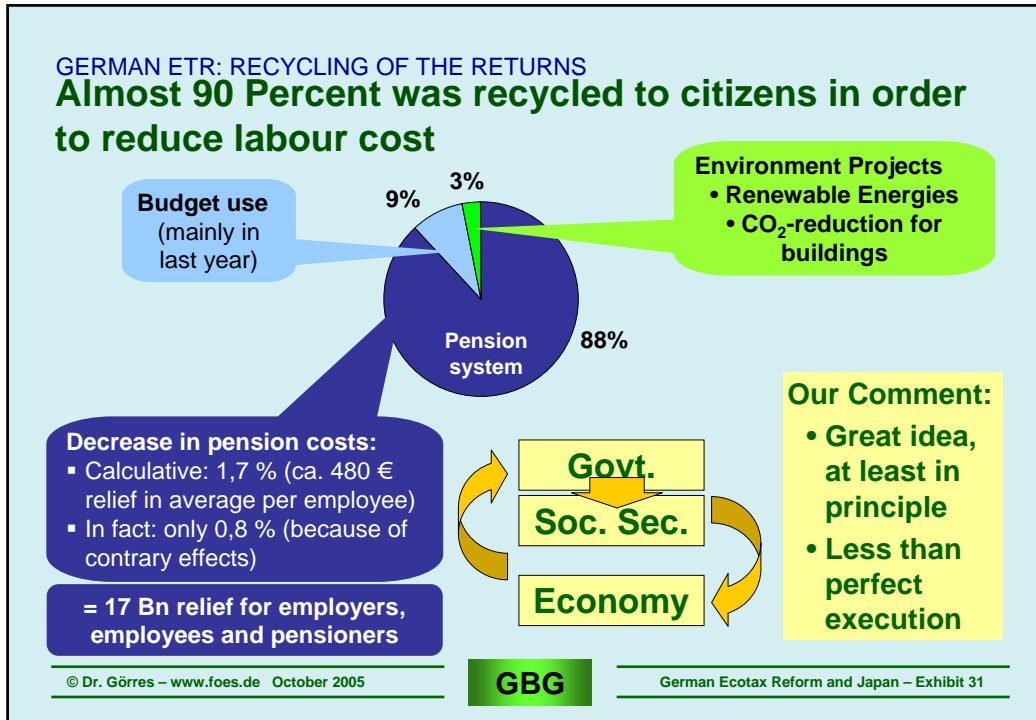 GERMAN ETR: RECYCLING OF THE RETURNS
Almost 90 Percent was recycled to citizens in order
to reduce labour cost
Budget use
(mainly in
last year)
9%
3%
Environment Projects
• Renewable Energies
• CO₂-reduction for
buildings
Pension
system
88%
Decrease in pension costs:
▪ Calculative: 1,7 % (ca. 480 €
relief in average per employee)
▪ In fact: only 0,8 % (because of
contrary effects)
= 17 Bn relief for employers,
employees and pensioners
Govt.
Soc. Sec.
Economy
Our Comment:
• Great idea,
at least in
principle
• Less than
perfect
execution
© Dr. Görres – www.foes.de October 2005
GBG
German Ecotax Reform and Japan – Exhibit 31